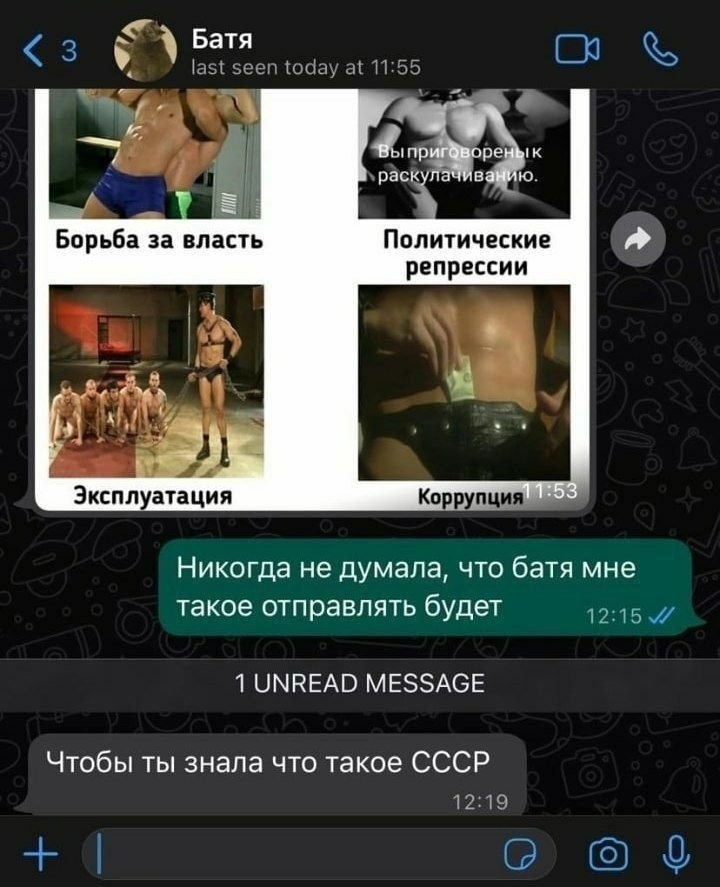 3
Батя
last seen today at 11:55
Вы приговорены к
раскулачиванию.
Борьба за власть
Политические
репрессии
Эксплуатация
Коррупция
11:53
Никогда не думала, что батя мне
такое отправлять будет
12:15
1 UNREAD MESSAGE
Чтобы ты знала что такое СССР
12:19